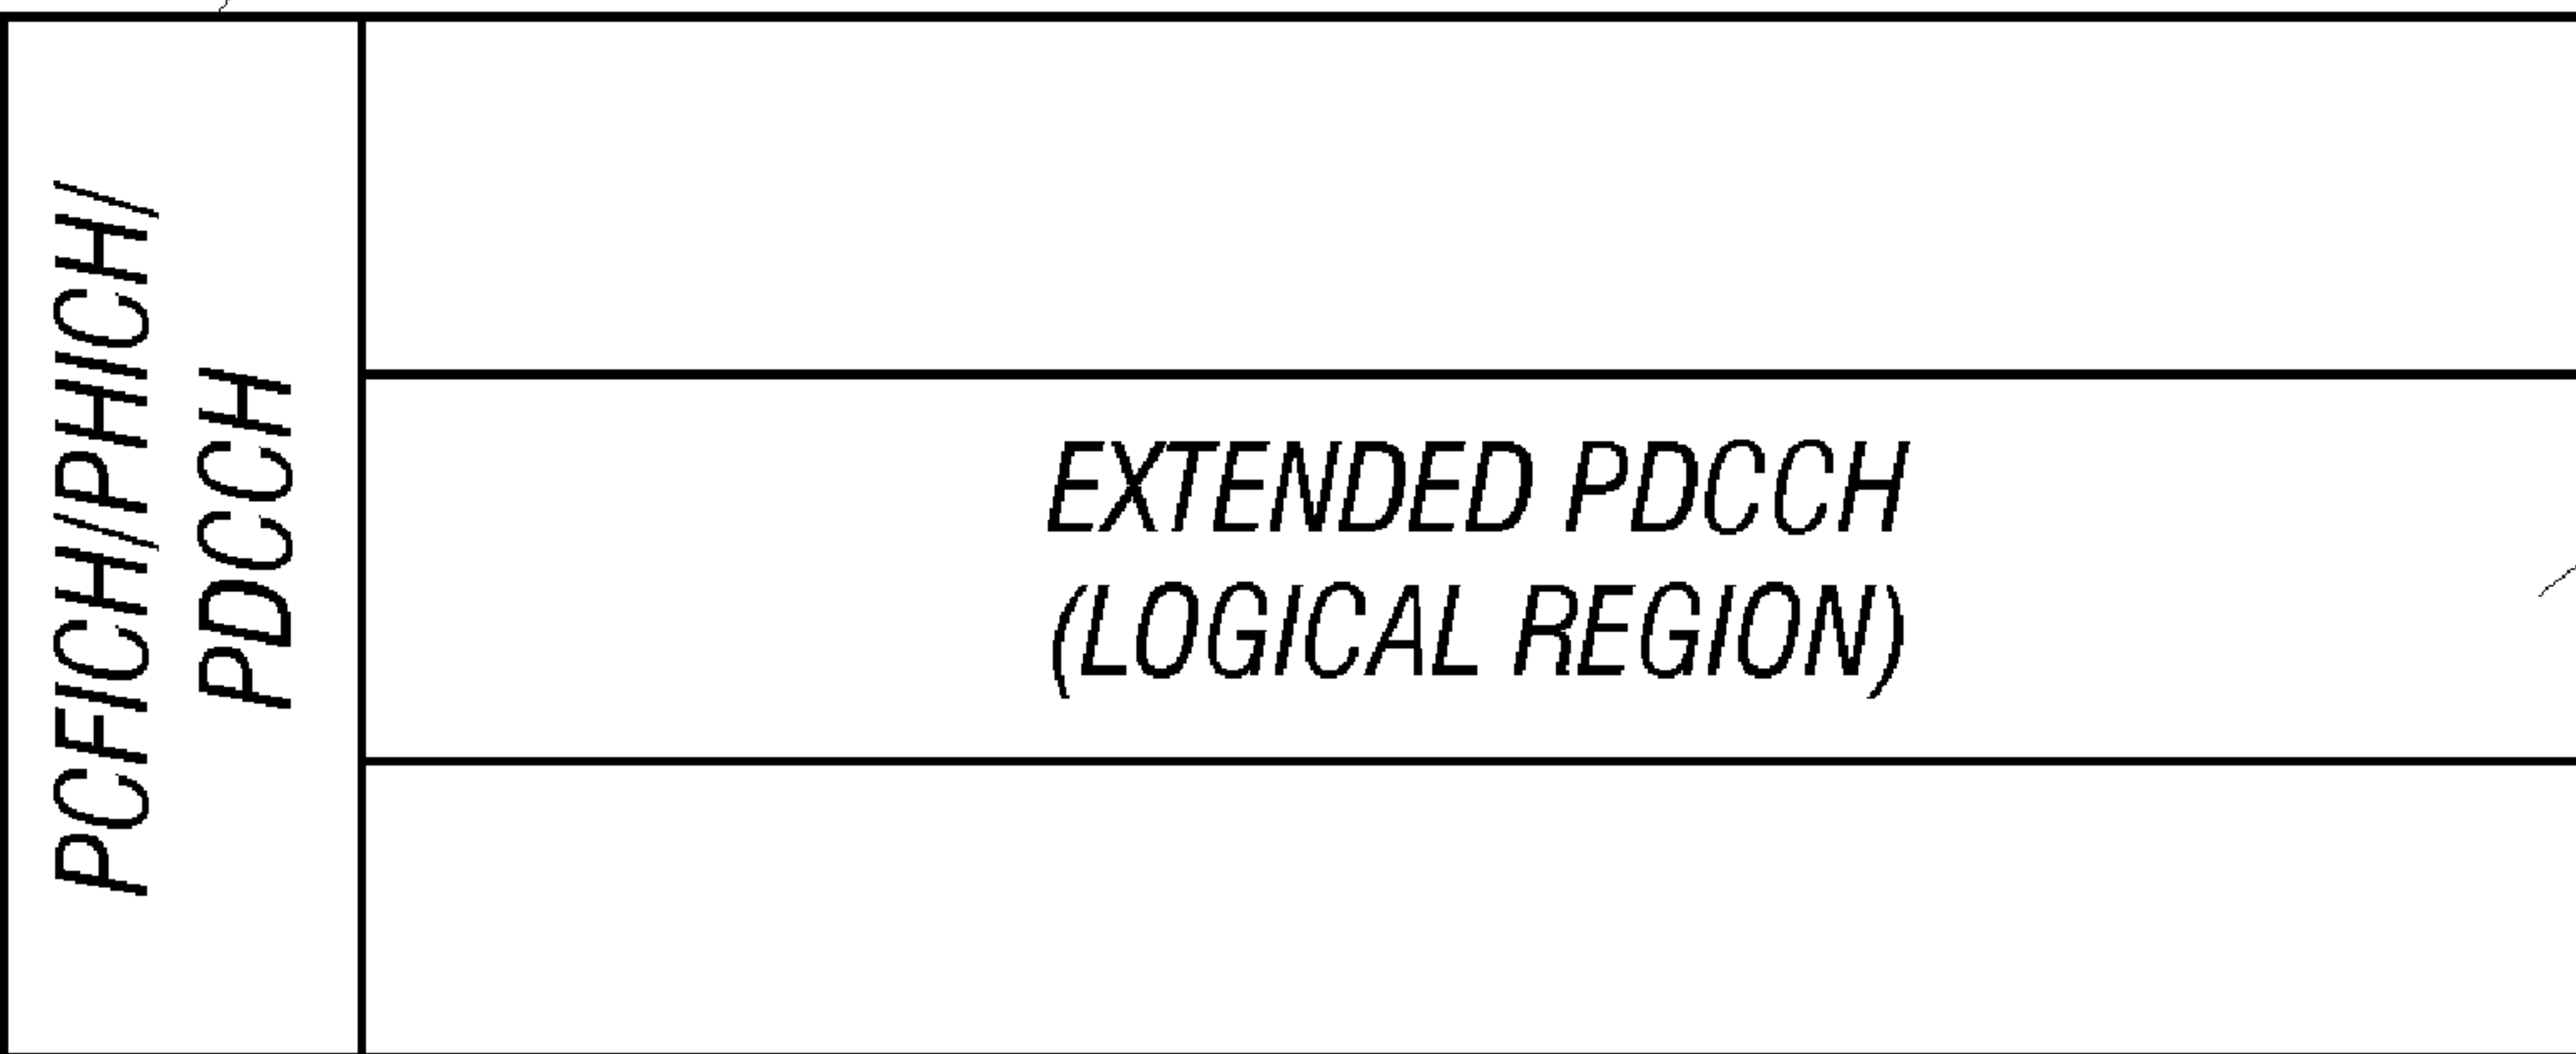 PCFICH/PHICH/
PDCCH
EXTENDED PDCCH
(LOGICAL REGION)